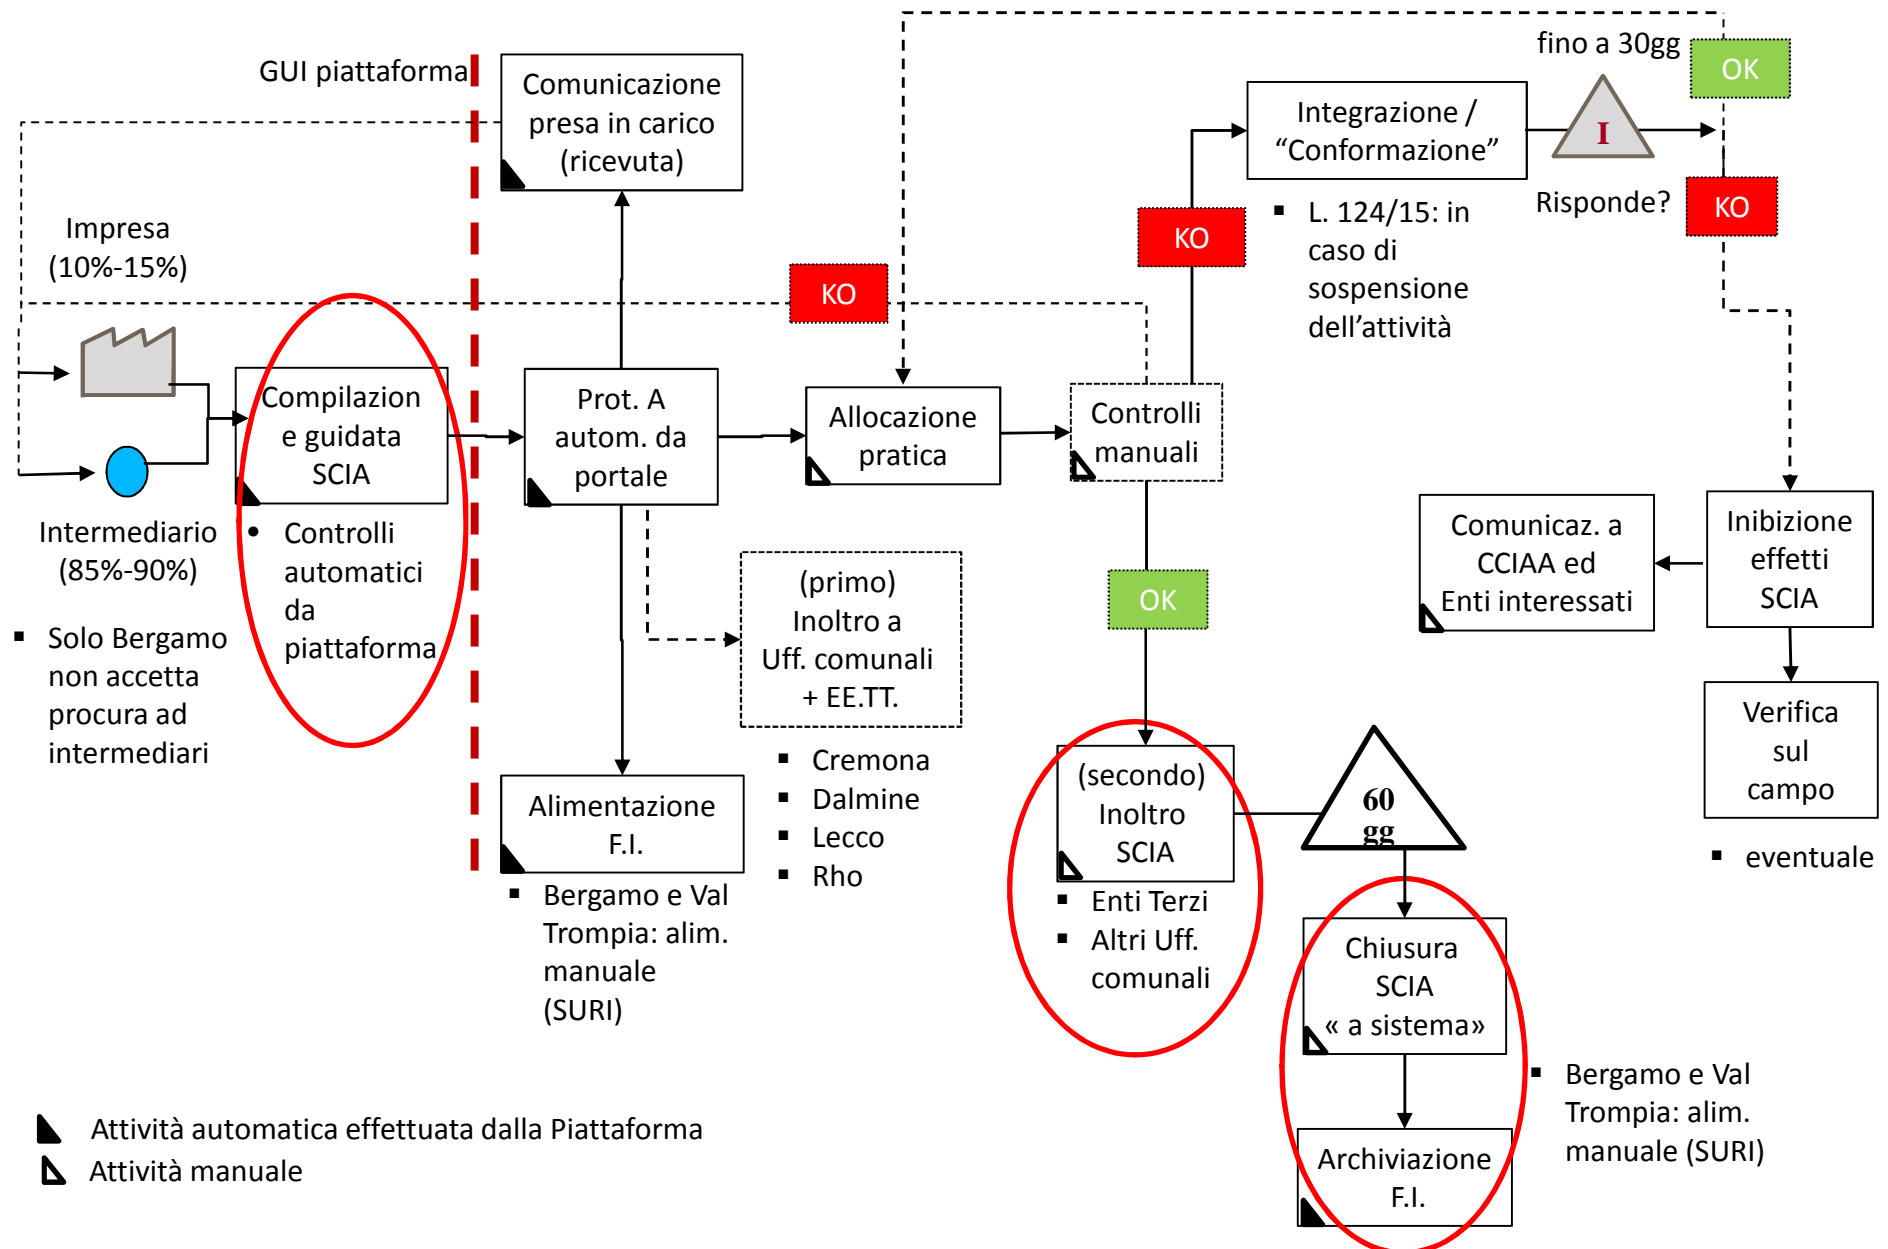 GUI piattaforma
Comunicazione
presa in carico
(ricevuta)
fino a 30gg
OK
Integrazione /
“Conformazione”
I
Risponde?
KO
KO
▪ L. 124/15: in
caso di
sospensione
dell’attività
Impresa
(10%-15%)
KO
Compilazion
e guidata
SCIA
Prot. A
autom. da
portale
Allocazione
pratica
Controlli
manuali
Intermediario
(85%-90%)
• Controlli
automatici
da
piattaforma
▪ Solo Bergamo
non accetta
procura ad
intermediari
(primo)
Inoltro a
Uff. comunali
+ EE.TT.
▪ Cremona
▪ Dalmine
▪ Lecco
▪ Rho
OK
Comunicaz. a
CCIAA ed
Enti interessati
Inibizione
effetti
SCIA
Verifica
sul
campo
▪ eventuale
Alimentazione
F.I.
▪ Bergamo e Val
Trompia: alim.
manuale
(SURI)
(secondo)
Inoltro
SCIA
▪ Enti Terzi
▪ Altri Uff.
comunali
60
gg
Chiusura
SCIA
« a sistema»
Archiviazione
F.I.
▪ Bergamo e Val
Trompia: alim.
manuale (SURI)
Attività automatica effettuata dalla Piattaforma
Attività manuale